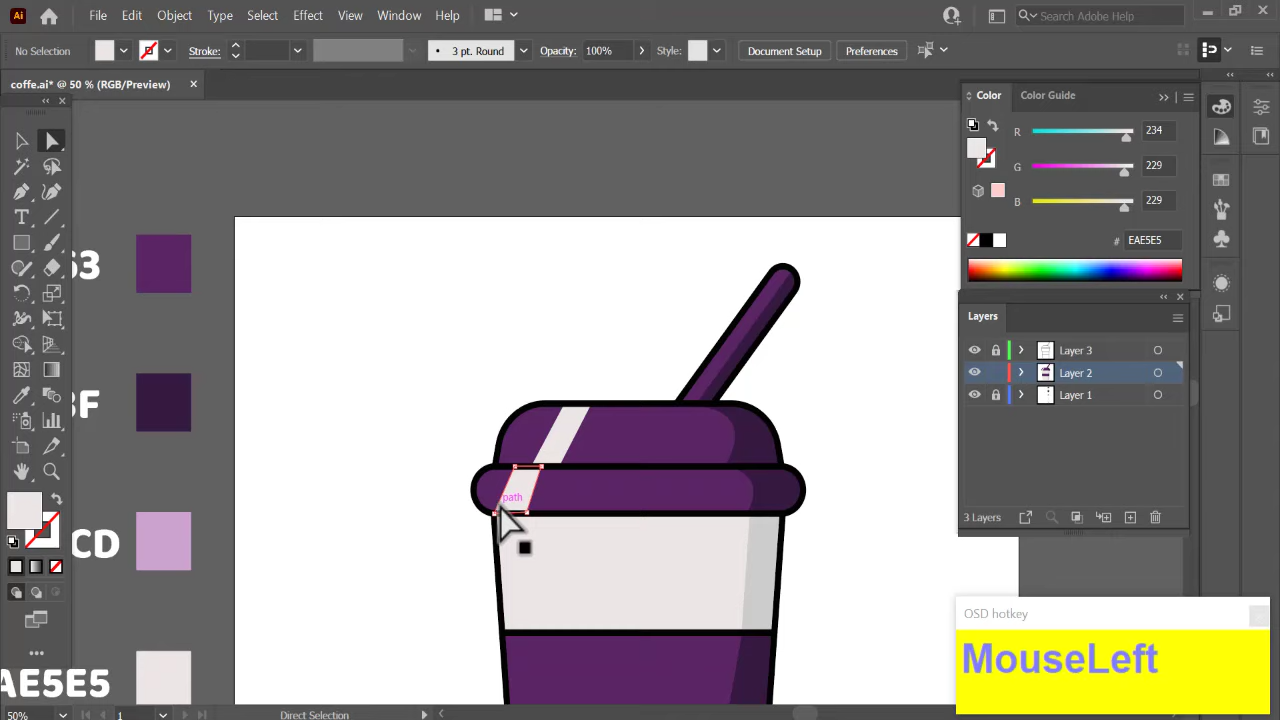 Ai
File Edit Object Type Select Effect View Window Help
Search Adobe Help
No Selection
Stroke:
3 pt. Round
Opacity: 100%
Style:
Document Setup
Preferences
coffe.ai* @ 50 % (RGB/Preview)
Color
Color Guide
R 234
G 229
B 229
# EAE5E5
63
3F
CD
AE5E5
path
Layers
Layer 3
Layer 2
Layer 1
3 Layers
OSD hotkey
MouseLeft
50%
1
Direct Selection